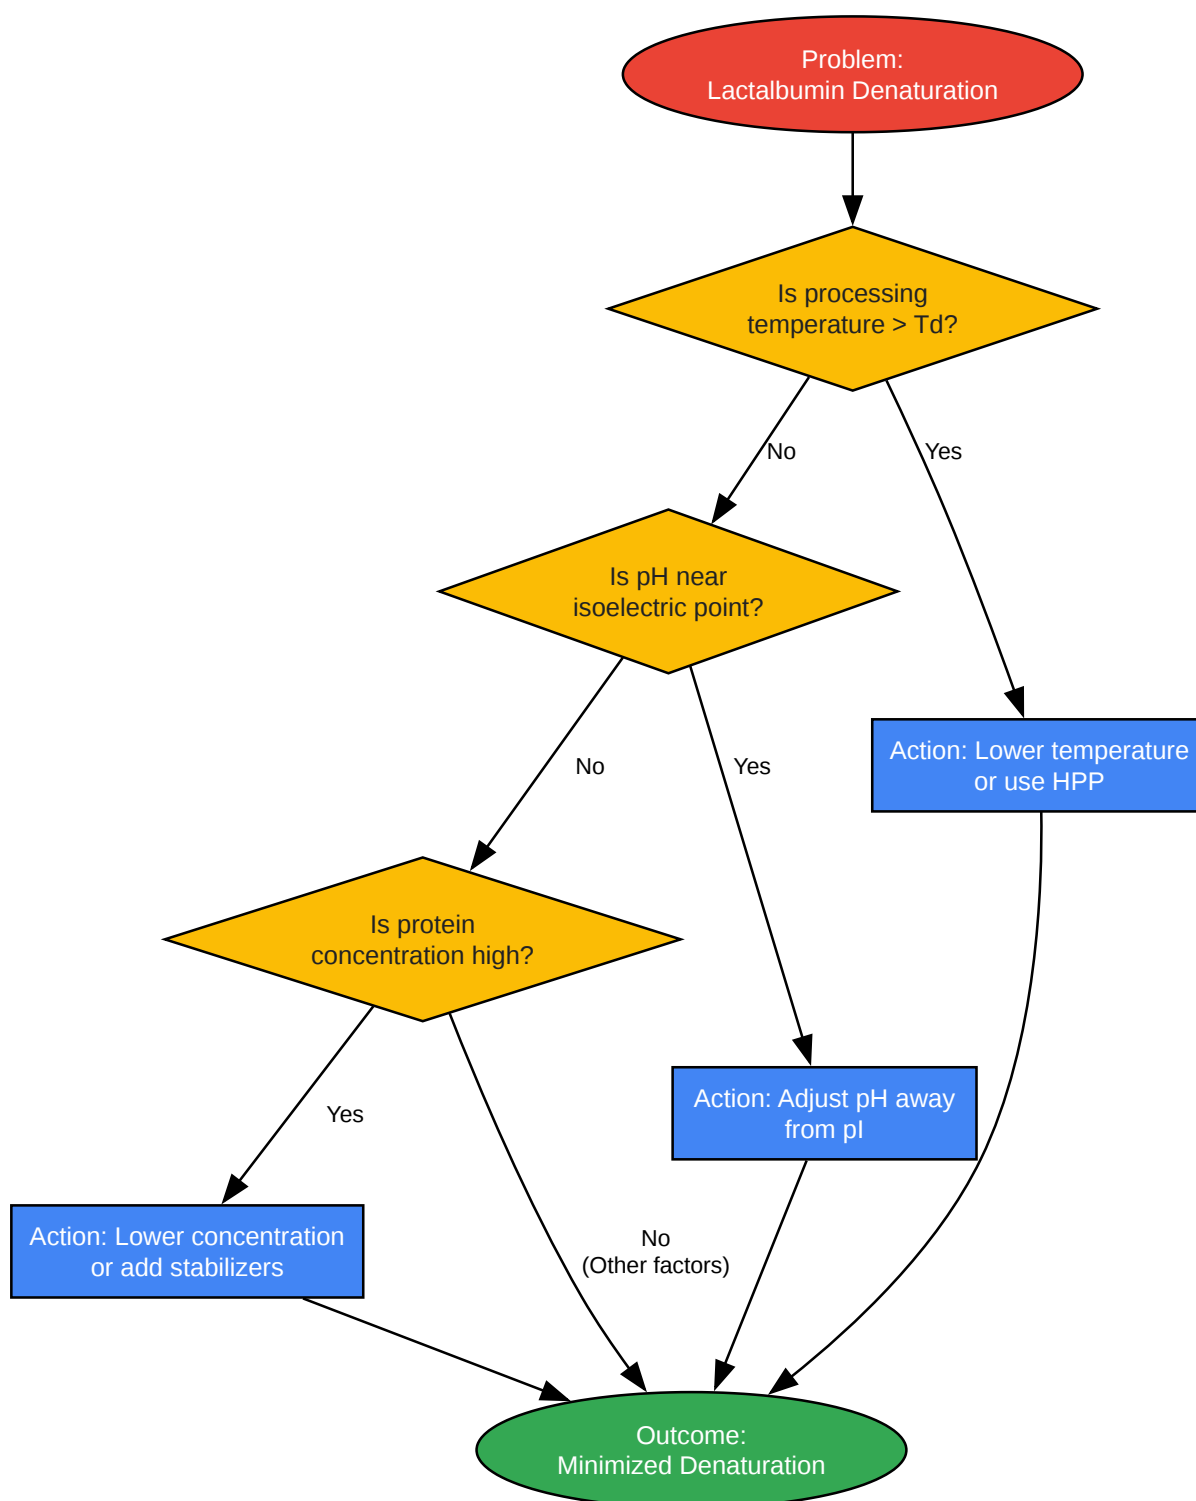 Problem:
Lactalbumin Denaturation
Is processing
temperature > Td?
No
Yes
Is pH near
isoelectric point?
Action: Lower temperature
or use HPP
No
Yes
Is protein
concentration high?
Action: Adjust pH away
from pI
Yes
Action: Lower concentration
or add stabilizers
No
(Other factors)
Outcome:
Minimized Denaturation